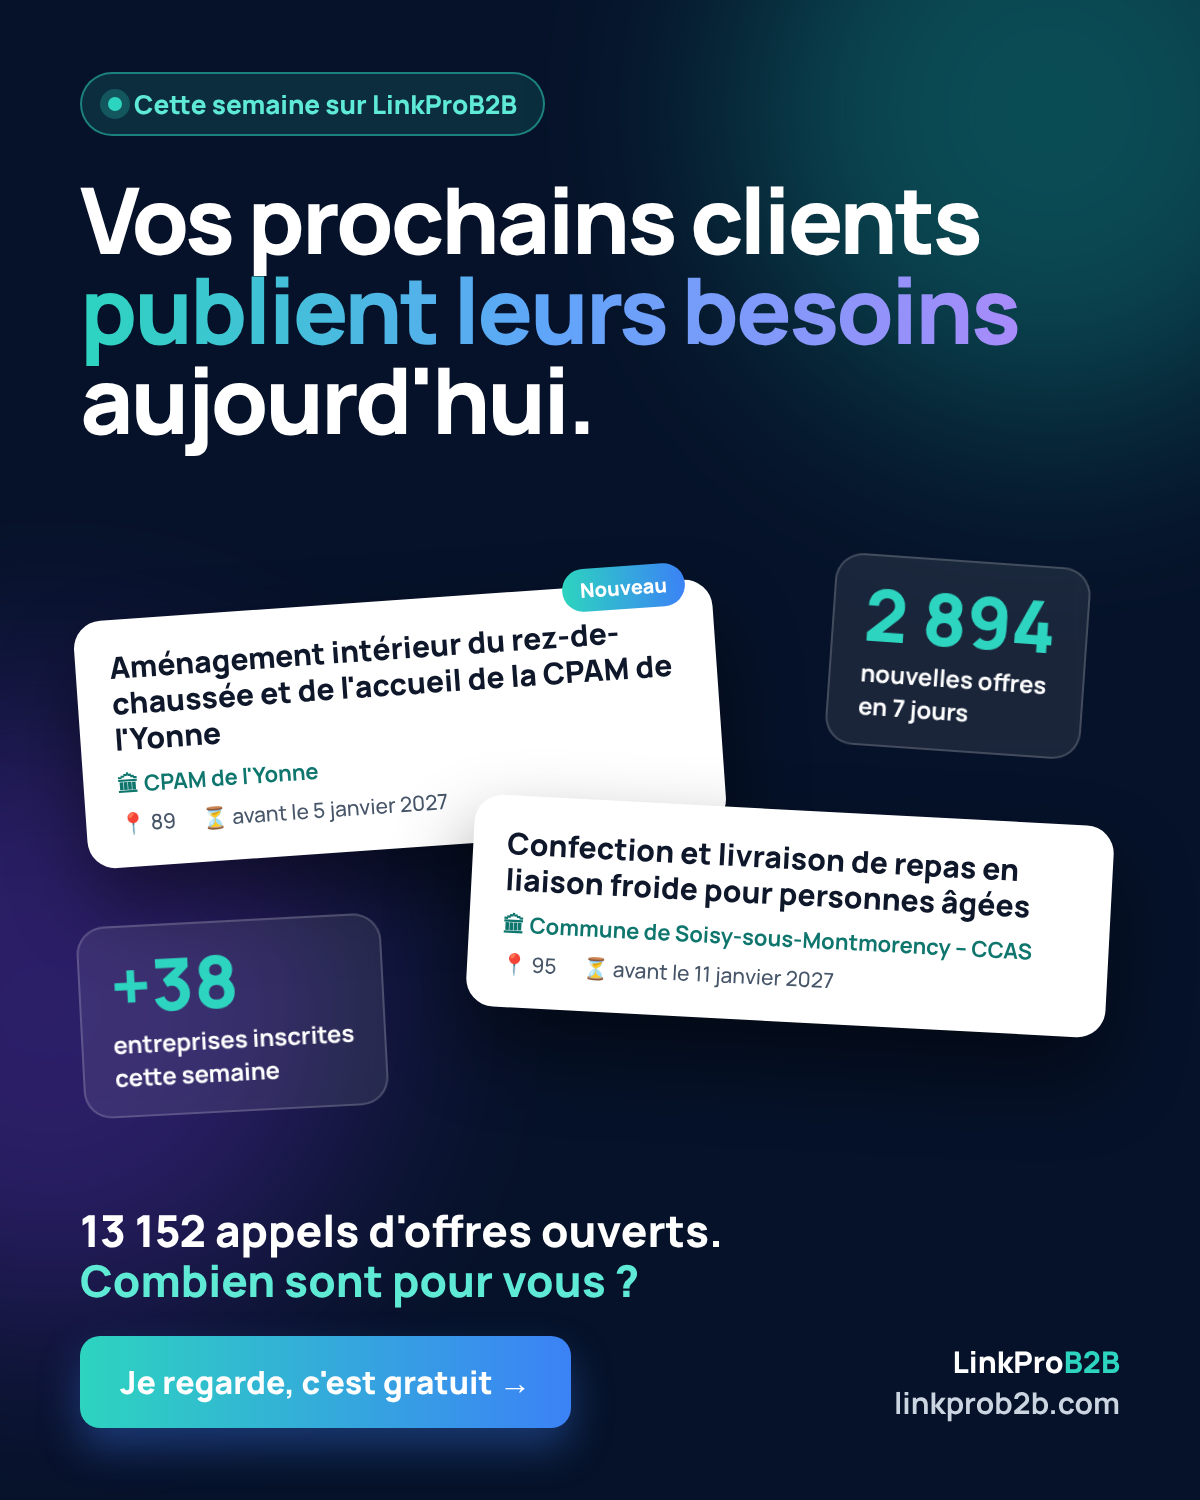 Cette semaine sur LinkProB2B
Vos prochains clients
publient leurs besoins
aujourd'hui.
Nouveau
Aménagement intérieur du rez-de-
chaussée et de l'accueil de la CPAM de
l'Yonne
🏛 CPAM de l'Yonne
📍 89 ⏳ avant le 5 janvier 2027
2 894
nouvelles offres
en 7 jours
Confection et livraison de repas en
liaison froide pour personnes âgées
🏛 Commune de Soisy-sous-Montmorency – CCAS
📍 95 ⏳ avant le 11 janvier 2027
+38
entreprises inscrites
cette semaine
13 152 appels d'offres ouverts.
Combien sont pour vous ?
Je regarde, c'est gratuit →
LinkProB2B
linkprob2b.com